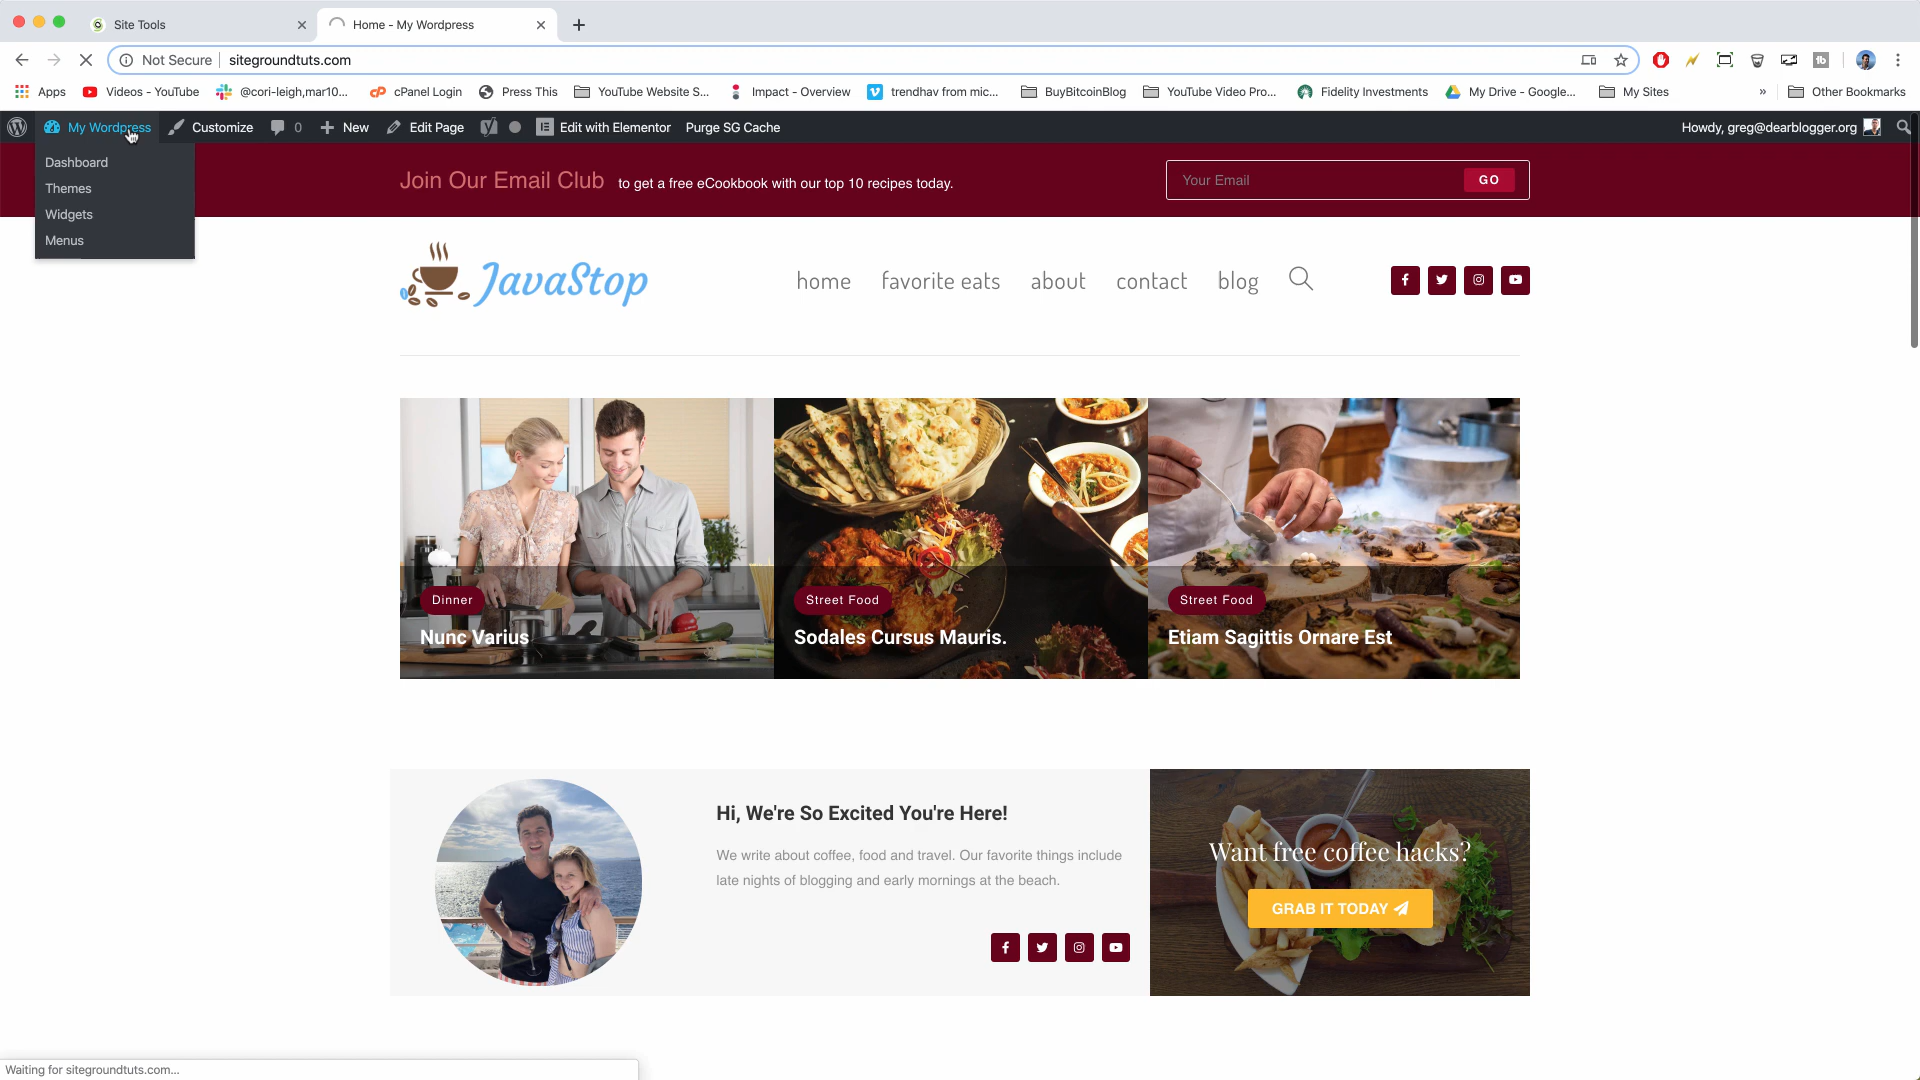 Site Tools
Home - My Wordpress
Not Secure sitegroundtuts.com
Apps Videos - YouTube @cori-leigh,mar10... cPanel Login Press This YouTube Website S... Impact - Overview trendhav from mic... BuyBitcoinBlog YouTube Video Pro... Fidelity Investments My Drive - Google... My Sites » Other Bookmarks
My Wordpress Customize 0 New Edit Page Edit with Elementor Purge SG Cache Howdy, greg@dearblogger.org
Dashboard
Themes
Widgets
Menus
Join Our Email Club to get a free eCookbook with our top 10 recipes today.
Your Email GO
JavaStop
home favorite eats about contact blog
Dinner
Nunc Varius
Street Food
Sodales Cursus Mauris.
Street Food
Etiam Sagittis Ornare Est
Hi, We're So Excited You're Here!
We write about coffee, food and travel. Our favorite things include
late nights of blogging and early mornings at the beach.
Want free coffee hacks?
GRAB IT TODAY
Waiting for sitegroundtuts.com...